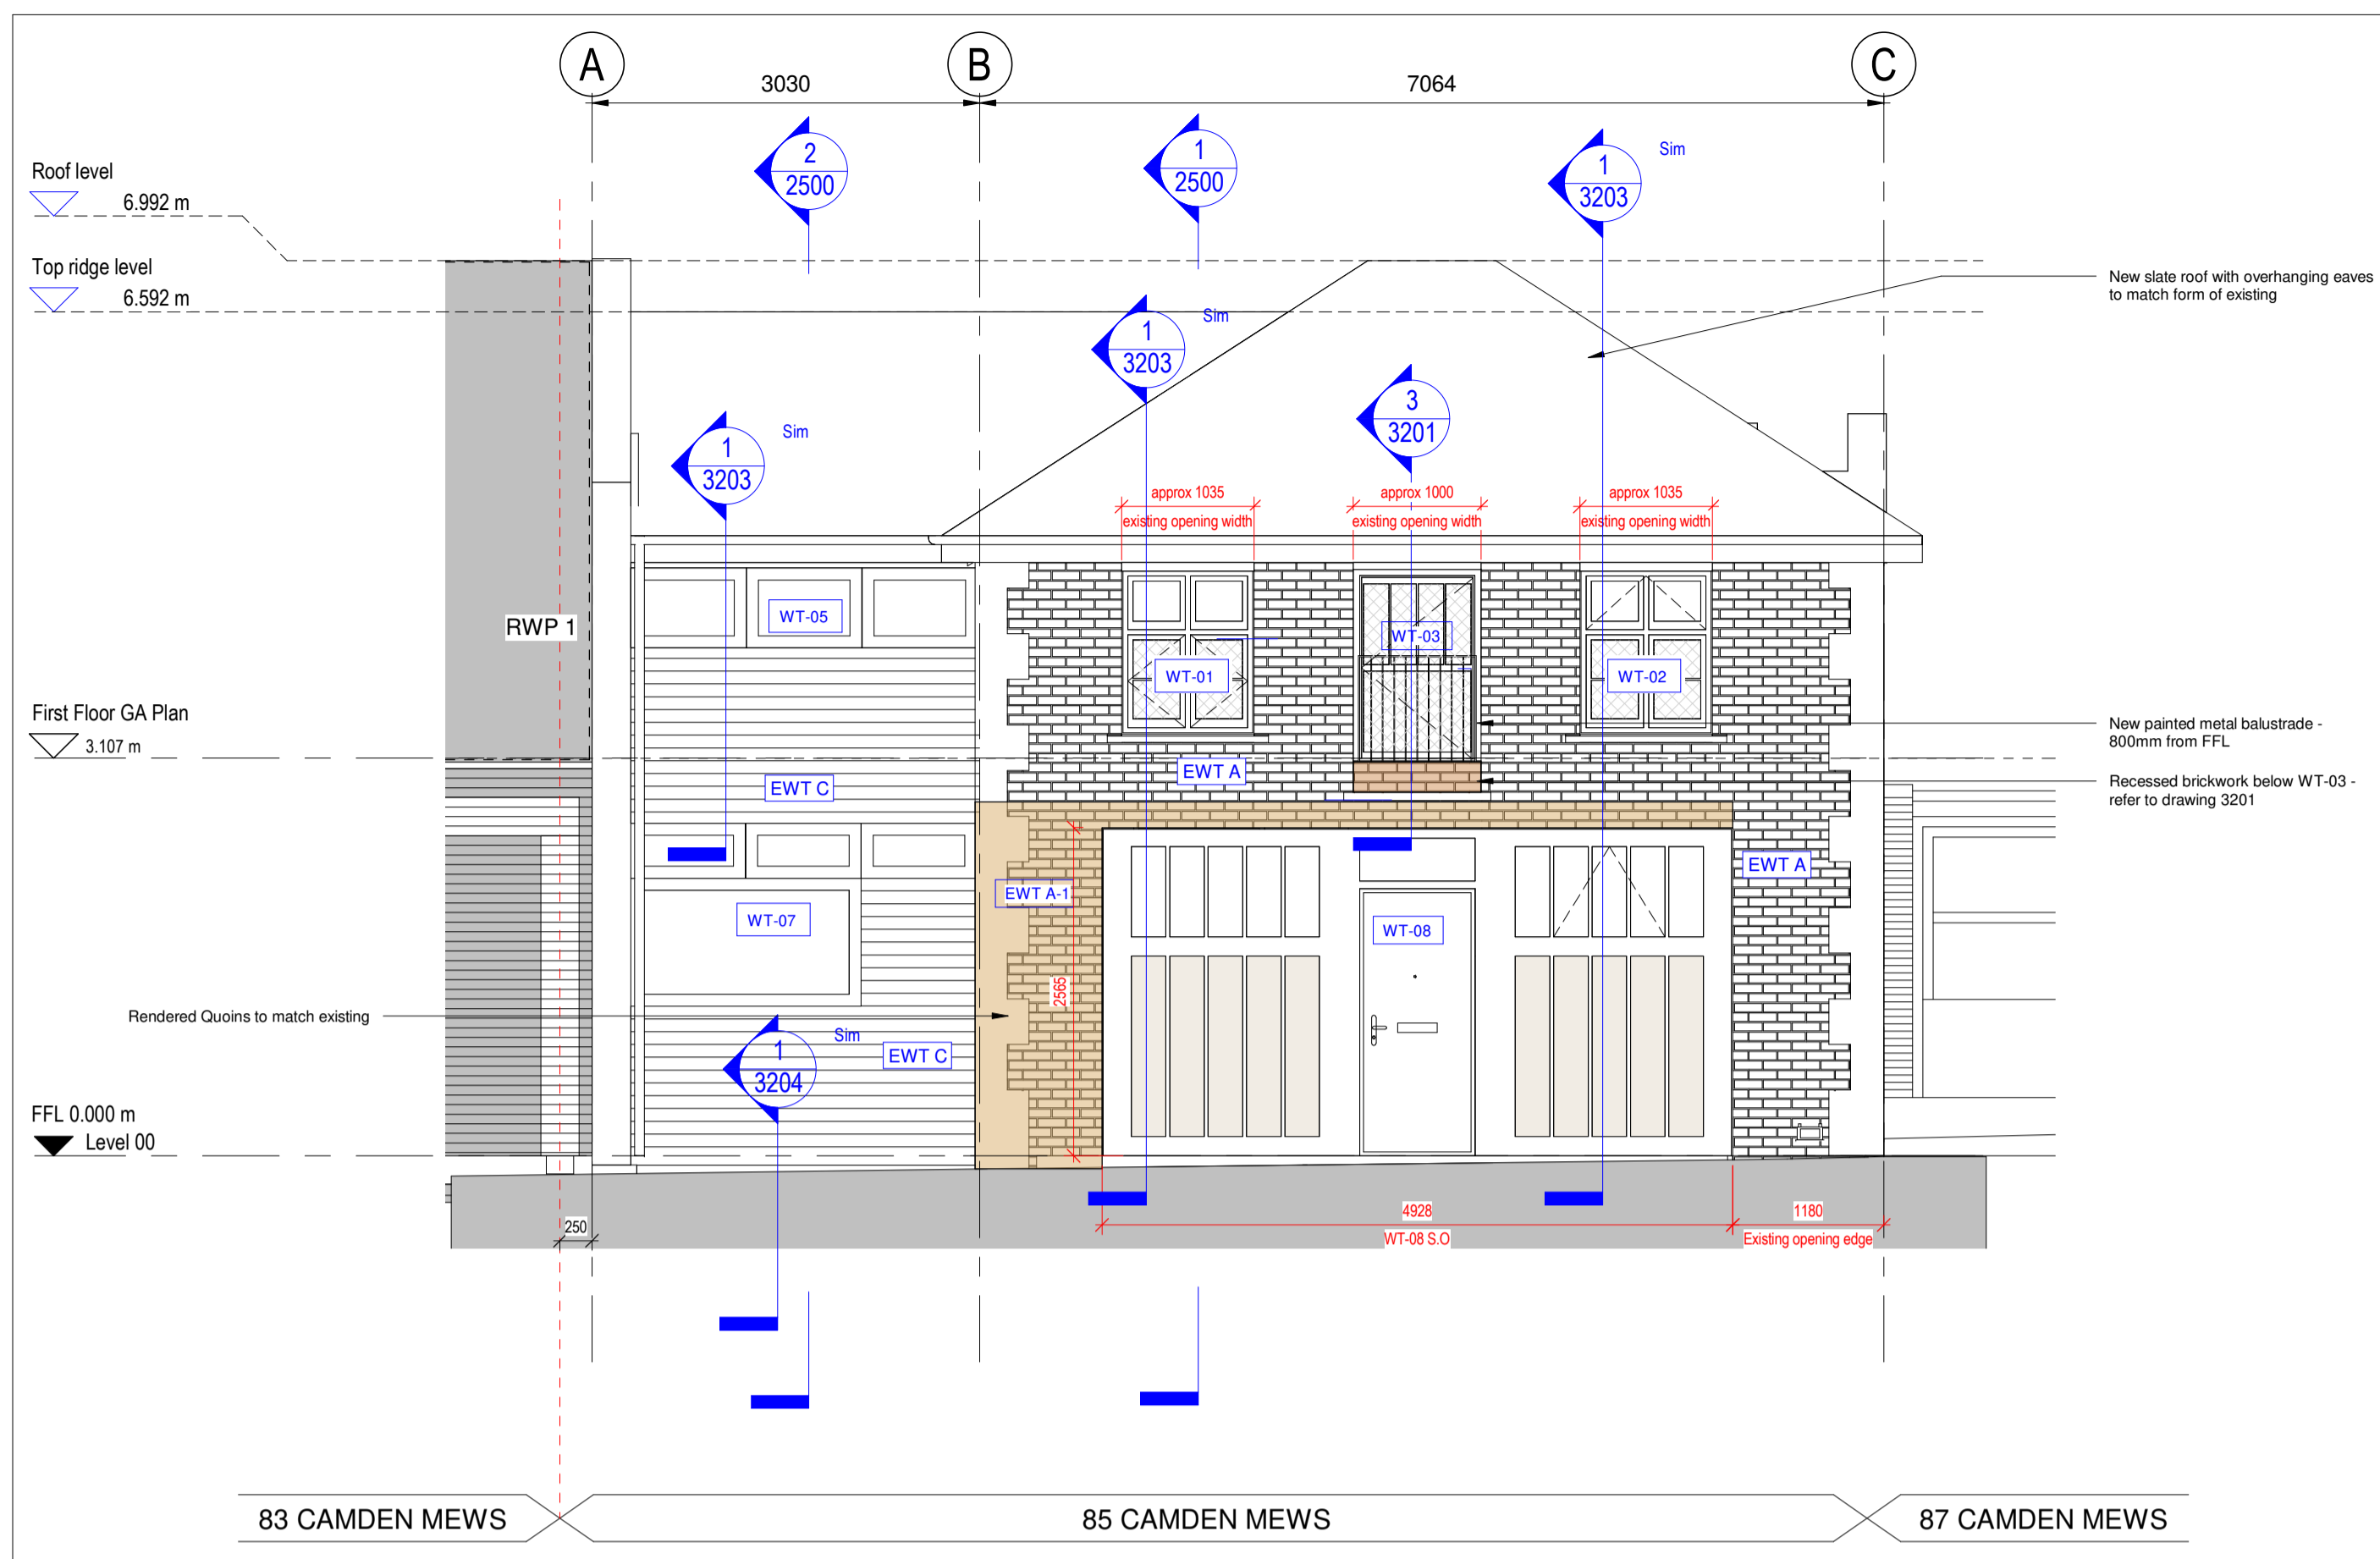 A
B
C
3030
7064
2
2500
1
2500
1
3203
Sim
Roof level
6.992 m
Top ridge level
6.592 m
New slate roof with overhanging eaves
to match form of existing
1
3203
Sim
3
3201
1
3203
Sim
approx 1035
existing opening width
approx 1000
existing opening width
approx 1035
existing opening width
WT-05
RWP 1
WT-03
WT-01
WT-02
First Floor GA Plan
3.107 m
New painted metal balustrade -
800mm from FFL
EWT C
EWT A
Recessed brickwork below WT-03 -
refer to drawing 3201
EWT A
EWT A-1
WT-07
WT-08
2565
Rendered Quoins to match existing
1
3204
Sim
EWT C
FFL 0.000 m
Level 00
250
4928
WT-08 S.O
1180
Existing opening edge
83 CAMDEN MEWS
85 CAMDEN MEWS
87 CAMDEN MEWS